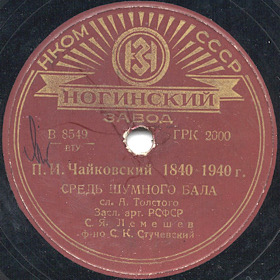 НКОМ СССР
НОГИНСКИЙ
ЗАВОД
В 8549 ГРК 2000
ВТУ
П. И. Чайковский 1840-1940 г.
СРЕДЬ ШУМНОГО БАЛА
сл. А. Толстого
Засл. арт. РСФСР
С. Я. Лемешев
ф-но С. К. Стучевский